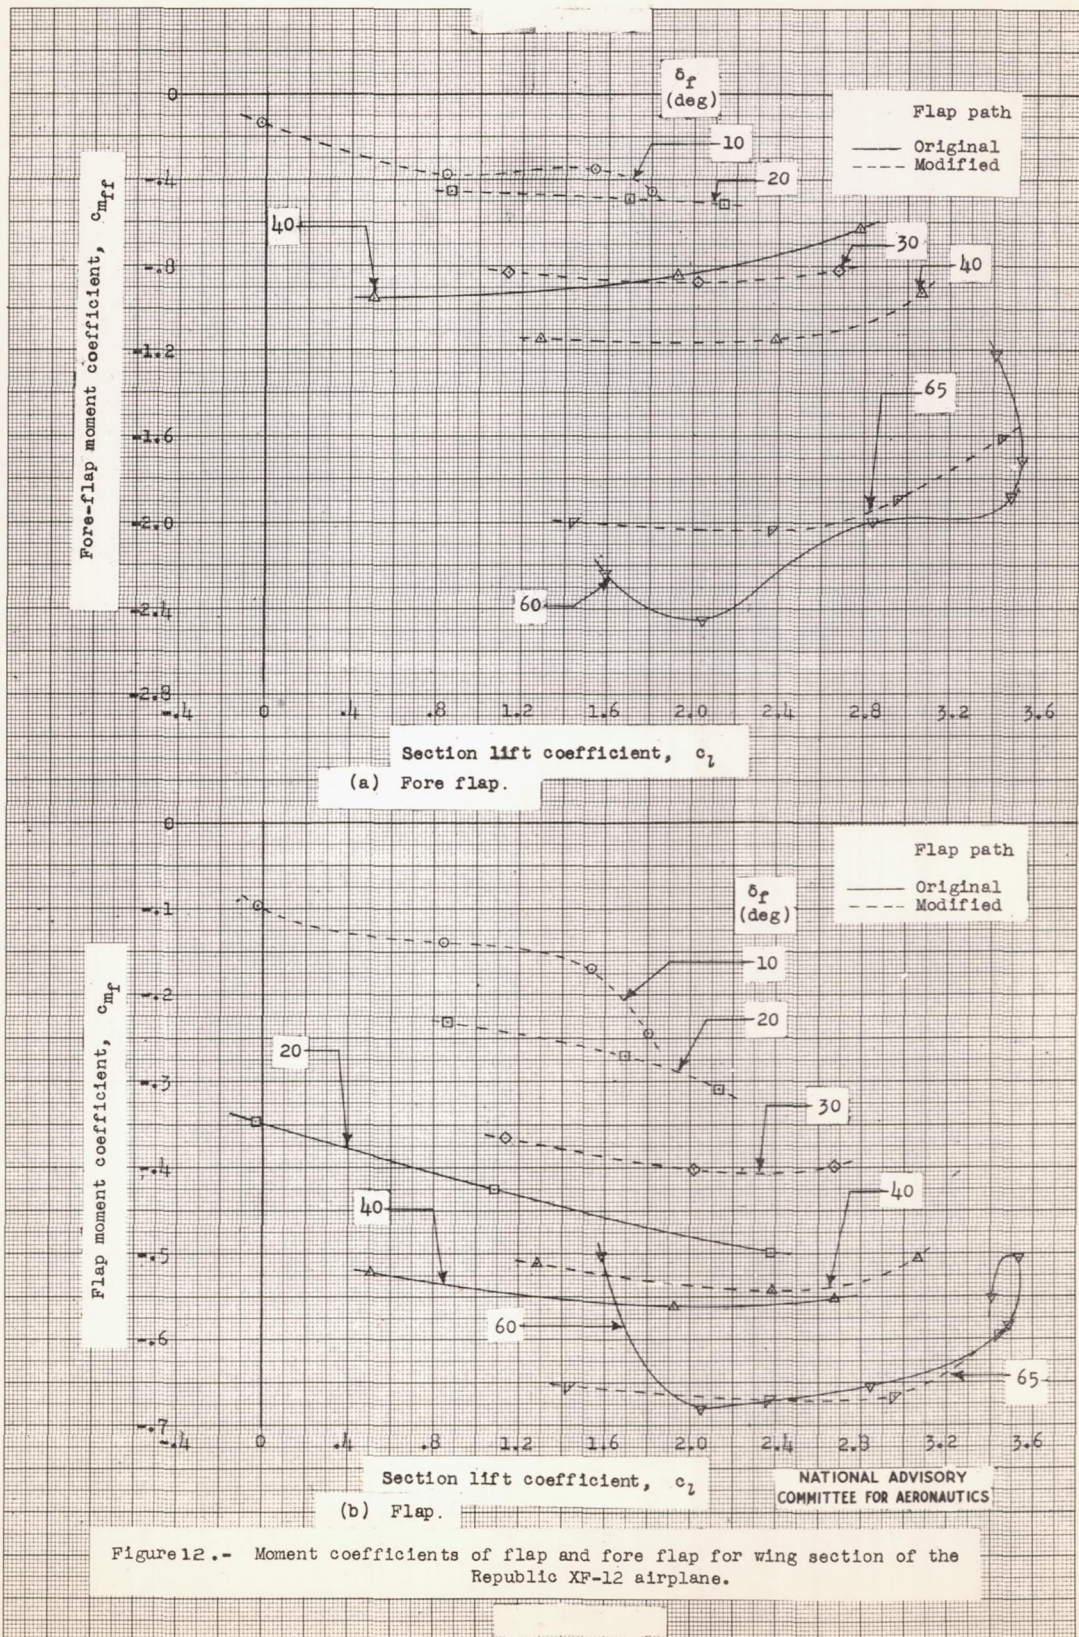 δf
(deg)
Flap path
Original
Modified
10
20
40
30
40
65
60
0
-.4
-.8
-1.2
-1.6
-2.0
-2.4
-2.8
Fore-flap moment coefficient, cmff
-.4 0 .4 .8 1.2 1.6 2.0 2.4 2.8 3.2 3.6
Section lift coefficient, cl
(a) Fore flap.
Flap path
Original
Modified
δf
(deg)
10
20
20
30
40
40
60
65
0
-.1
-.2
-.3
-.4
-.5
-.6
-.7
Flap moment coefficient, cmf
-.4 0 .4 .8 1.2 1.6 2.0 2.4 2.8 3.2 3.6
Section lift coefficient, cl
(b) Flap.
NATIONAL ADVISORY
COMMITTEE FOR AERONAUTICS
Figure 12.- Moment coefficients of flap and fore flap for wing section of the
Republic XF-12 airplane.